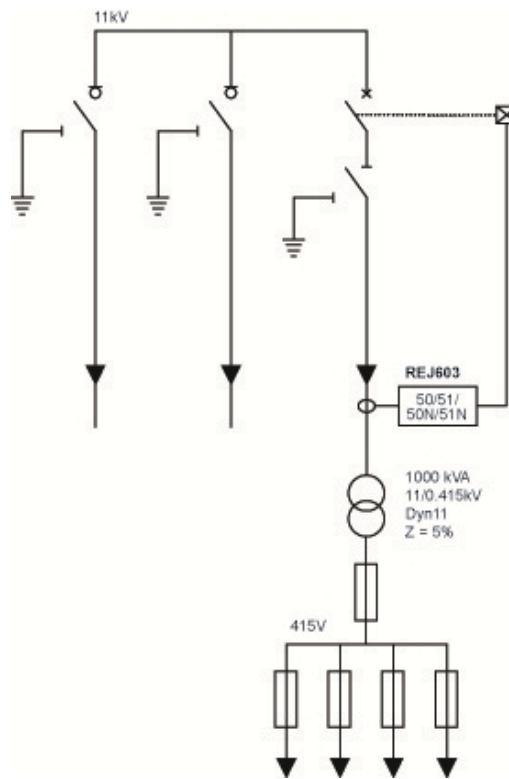 11kV
REJ603
50/51/
50N/51N
1000 kVA
11/0.415kV
Dyn11
Z = 5%
415V